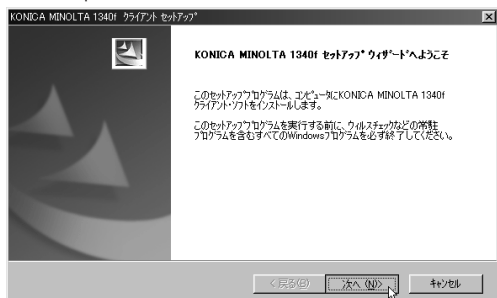 KONICA MINOLTA 1340f クライアント セットアップ
KONICA MINOLTA 1340f セットアップ ウィザードへようこそ
このセットアッププログラムは、コンピュータにKONICA MINOLTA 1340f
クライアント・ソフトをインストールします。
このセットアッププログラムを実行する前に、ウィルスチェックなどの常駐
プログラムを含むすべてのWindowsプログラムを必ず終了してください。
< 戻る(B)
次へ (N)>
キャンセル